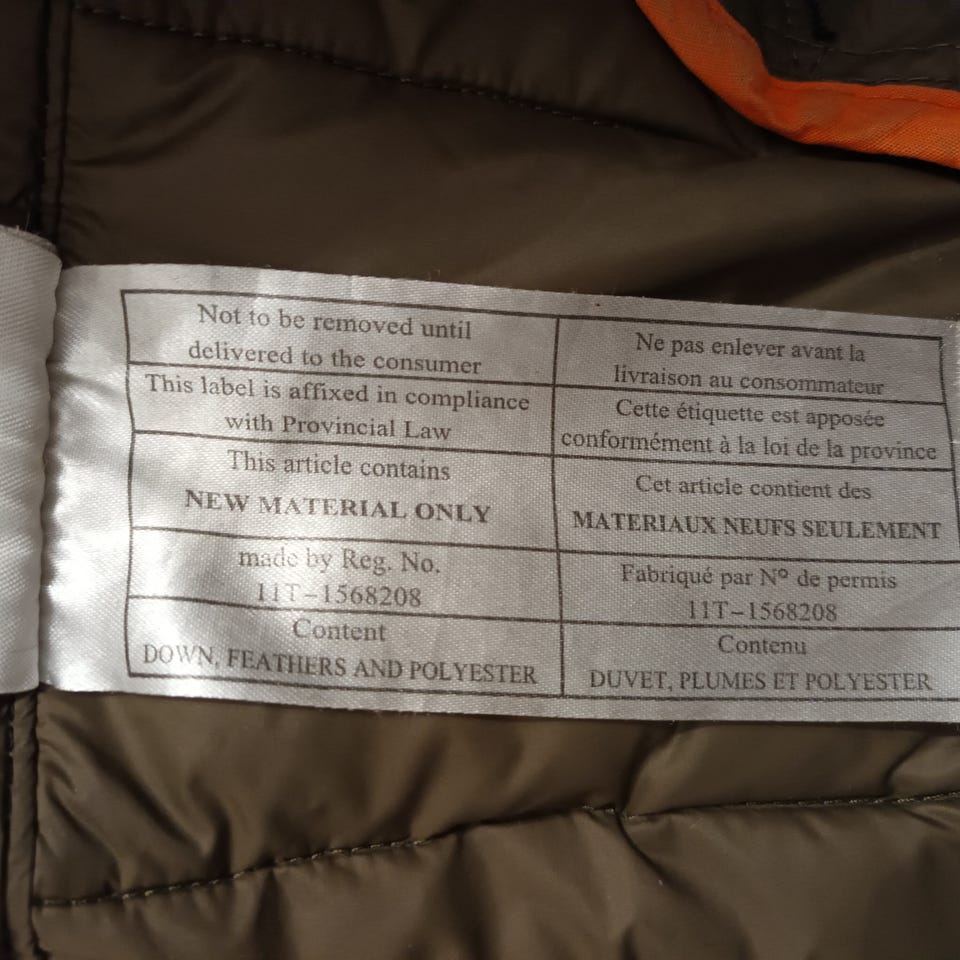 Not to be removed until
delivered to the consumer
This label is affixed in compliance
with Provincial Law
This article contains
NEW MATERIAL ONLY
made by Reg. No.
11T-1568208
Content
DOWN, FEATHERS AND POLYESTER
Ne pas enlever avant la
livraison au consommateur
Cette étiquette est apposée
conformément à la loi de la province
Cet article contient des
MATERIAUX NEUFS SEULEMENT
Fabriqué par Nº de permis
11T-1568208
Contenu
DUVET, PLUMES ET POLYESTER